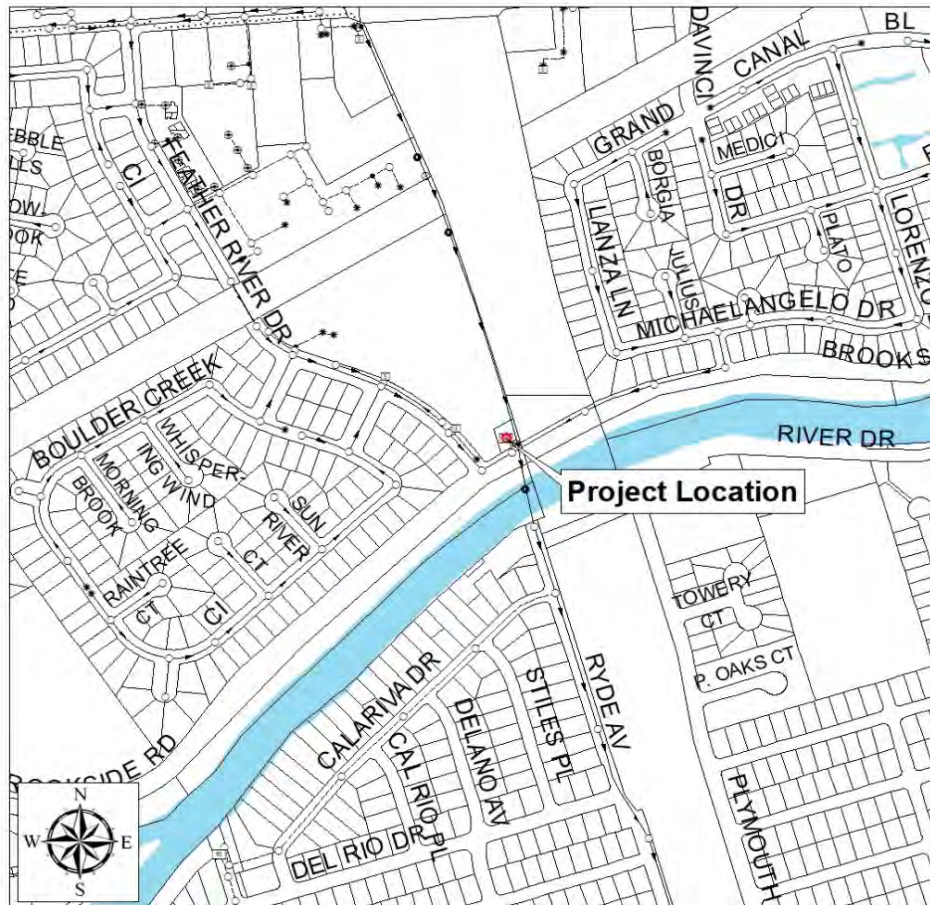 DAVINCI
BL
CANAL
GRAND
MEDICI
BORGIA
DR
PLATO
LORENZO
LANZA LN
JULIUS
MICHAELANGELO DR
RIVER DR
CI
FEATHER RIVER DR
BOULDER CREEK
WHISPER-
ING WIND
MORNING
BROOK
SUN
RIVER
CT
RAINTREE
CT
CI
Project Location
TOWERY
CT
P. OAKS CT
RYDE AV
STILES PL
CALARIVA DR
DELANO AV
CAL RIO PL
DEL RIO DR
PLYMOUTH
N
W
E
S